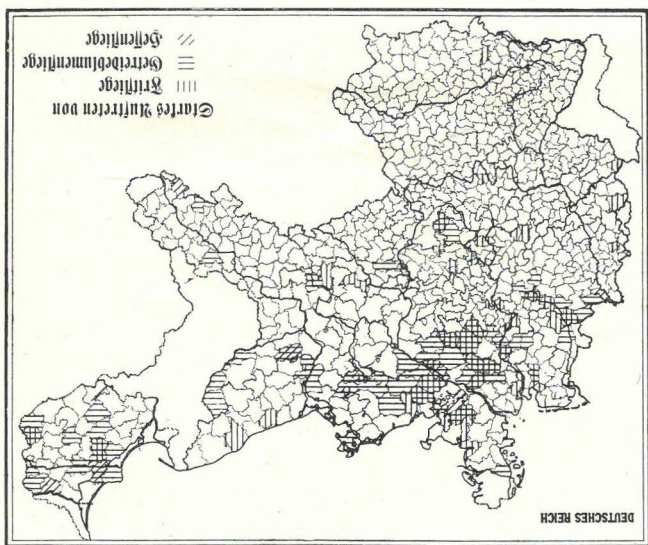 Starkes Auftreten von
Fritfliege
Getreideblumenfliege
Hessenfliege
DEUTSCHES REICH